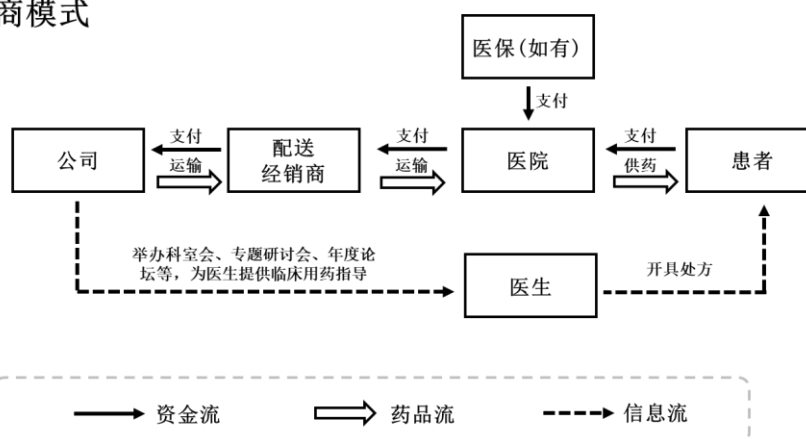 商模式
医保(如有)
支付
公司
支付
运输
配送
经销商
支付
运输
医院
支付
供药
患者
举办科室会、专题研讨会、年度论
坛等，为医生提供临床用药指导
医生
开具处方
资金流
药品流
信息流